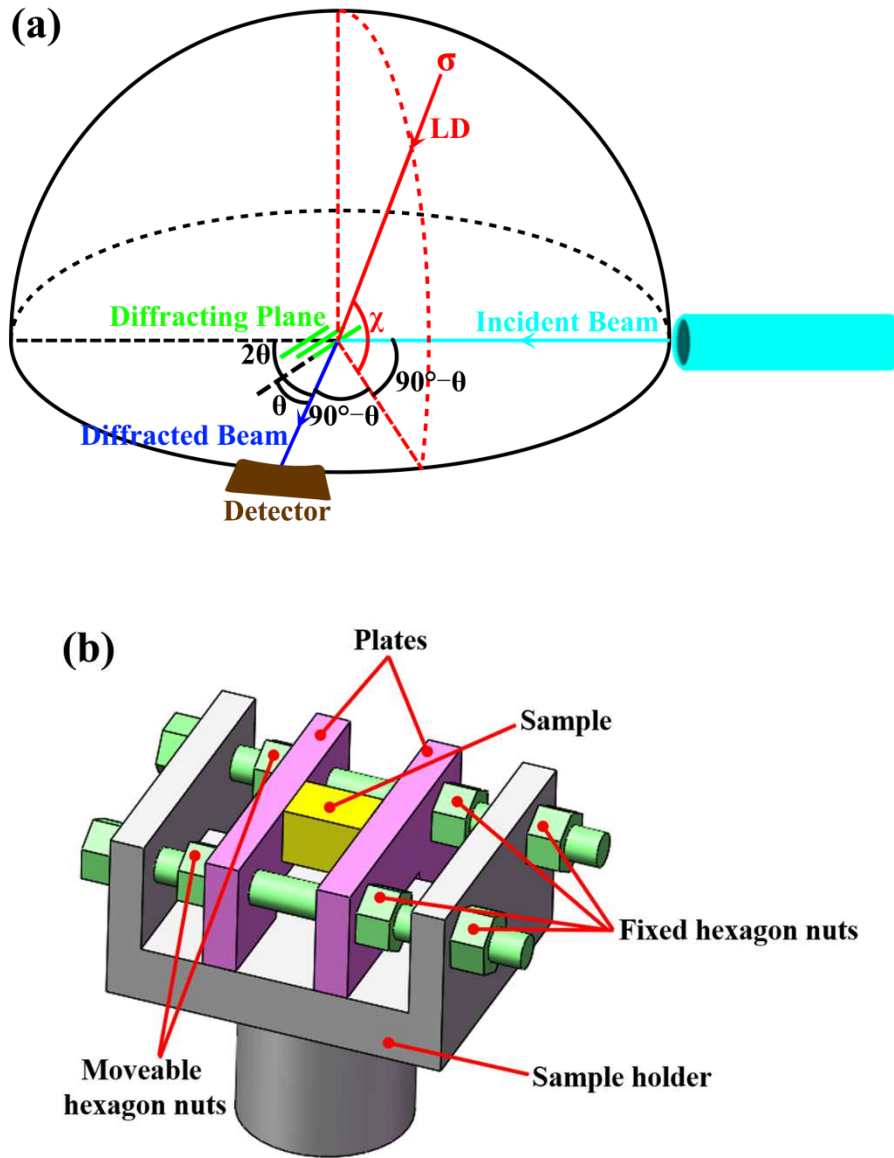 (a)
σ
LD
Diffracting Plane
χ
Incident Beam
2θ
90°−θ
θ
90°−θ
Diffracted Beam
Detector
(b)
Plates
Sample
Fixed hexagon nuts
Moveable
hexagon nuts
Sample holder